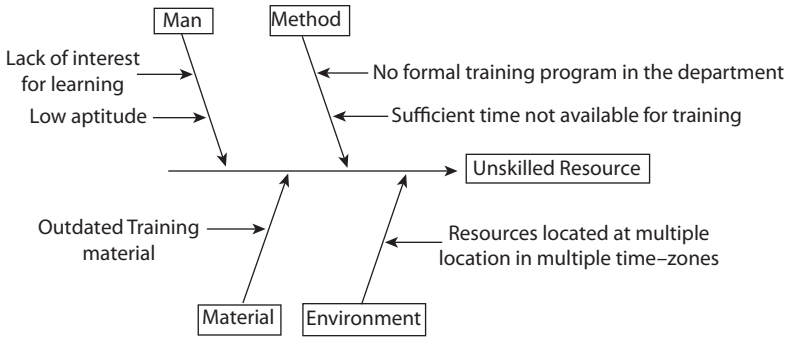 Man
Method
Lack of interest
for learning
No formal training program in the department
Low aptitude
Sufficient time not available for training
Unskilled Resource
Outdated Training
material
Resources located at multiple
location in multiple time–zones
Material
Environment